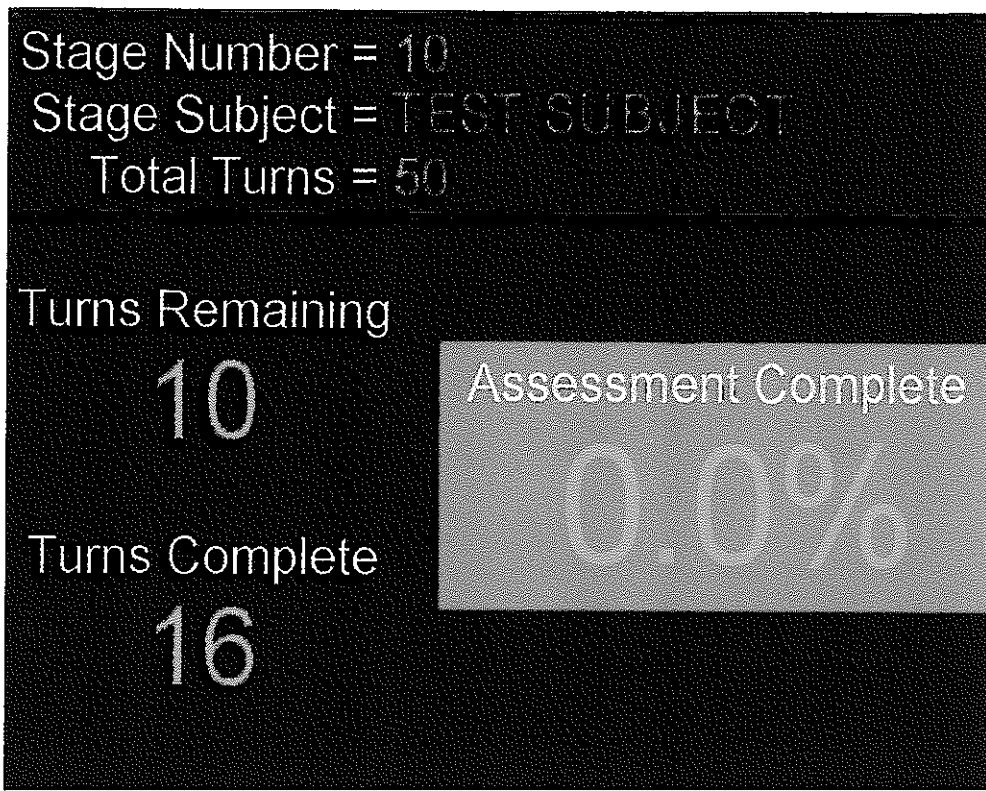 Stage Number = 10
Stage Subject = TEST SUBJECT
Total Turns = 50
Turns Remaining
10
Assessment Complete
0.0%
Turns Complete
16